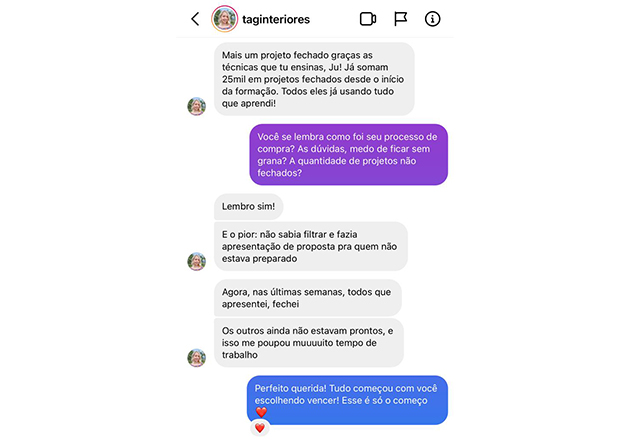 taginteriores
Mais um projeto fechado graças as
técnicas que tu ensinas, Ju! Já somam
25mil em projetos fechados desde o início
da formação. Todos eles já usando tudo
que aprendi!
Você se lembra como foi seu processo de
compra? As dúvidas, medo de ficar sem
grana? A quantidade de projetos não
fechados?
Lembro sim!
E o pior: não sabia filtrar e fazia
apresentação de proposta pra quem não
estava preparado
Agora, nas últimas semanas, todos que
apresentei, fechei
Os outros ainda não estavam prontos, e
isso me poupou muuuuito tempo de
trabalho
Perfeito querida! Tudo começou com você
escolhendo vencer! Esse é só o começo
❤️